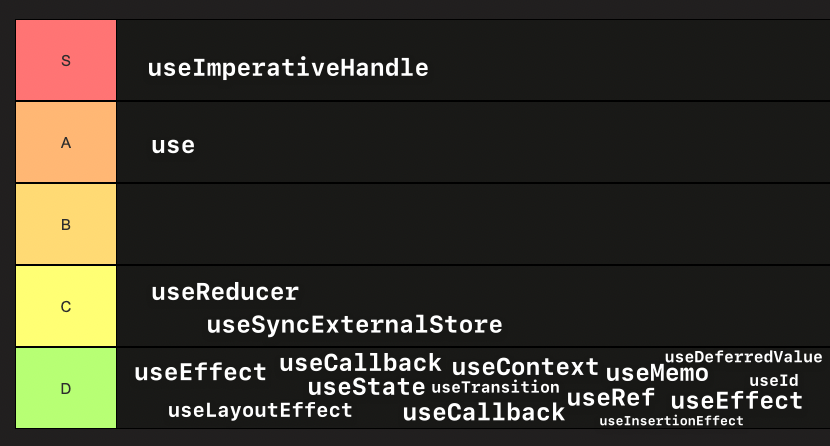 S
useImperativeHandle
A
use
B
C
useReducer
useSyncExternalStore
D
useEffect useCallback useContext useMemo useDeferredValue
useState useTransition useRef useEffect useId
useLayoutEffect useCallback useInsertionEffect